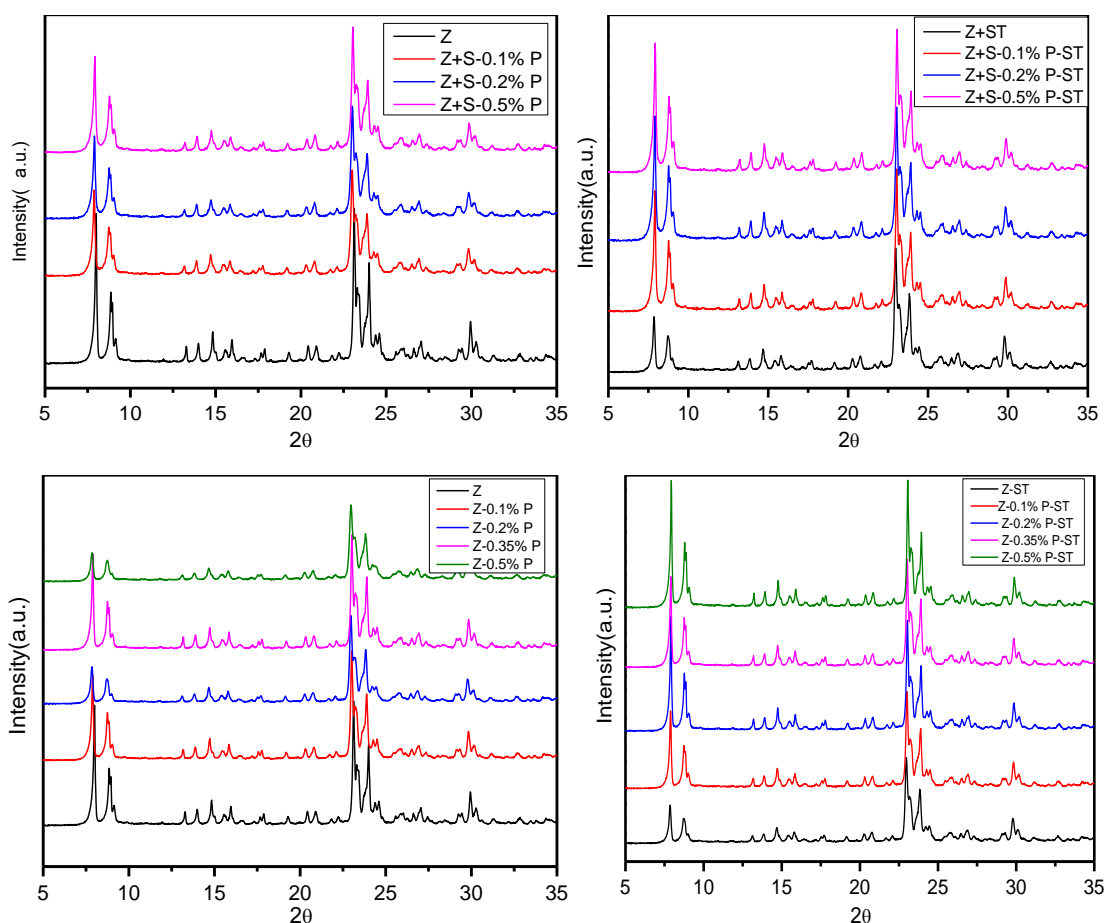 Z
Z+S-0.1% P
Z+S-0.2% P
Z+S-0.5% P
Intensity( a.u.)
5 10 15 20 25 30 35
2θ
Z+ST
Z+S-0.1% P-ST
Z+S-0.2% P-ST
Z+S-0.5% P-ST
Intensity(a.u.)
5 10 15 20 25 30 35
2θ
Z
Z-0.1% P
Z-0.2% P
Z-0.35% P
Z-0.5% P
Intensity(a.u.)
5 10 15 20 25 30 35
2θ
Z-ST
Z-0.1% P-ST
Z-0.2% P-ST
Z-0.35% P-ST
Z-0.5% P-ST
Intensity(a.u.)
5 10 15 20 25 30 35
2θ